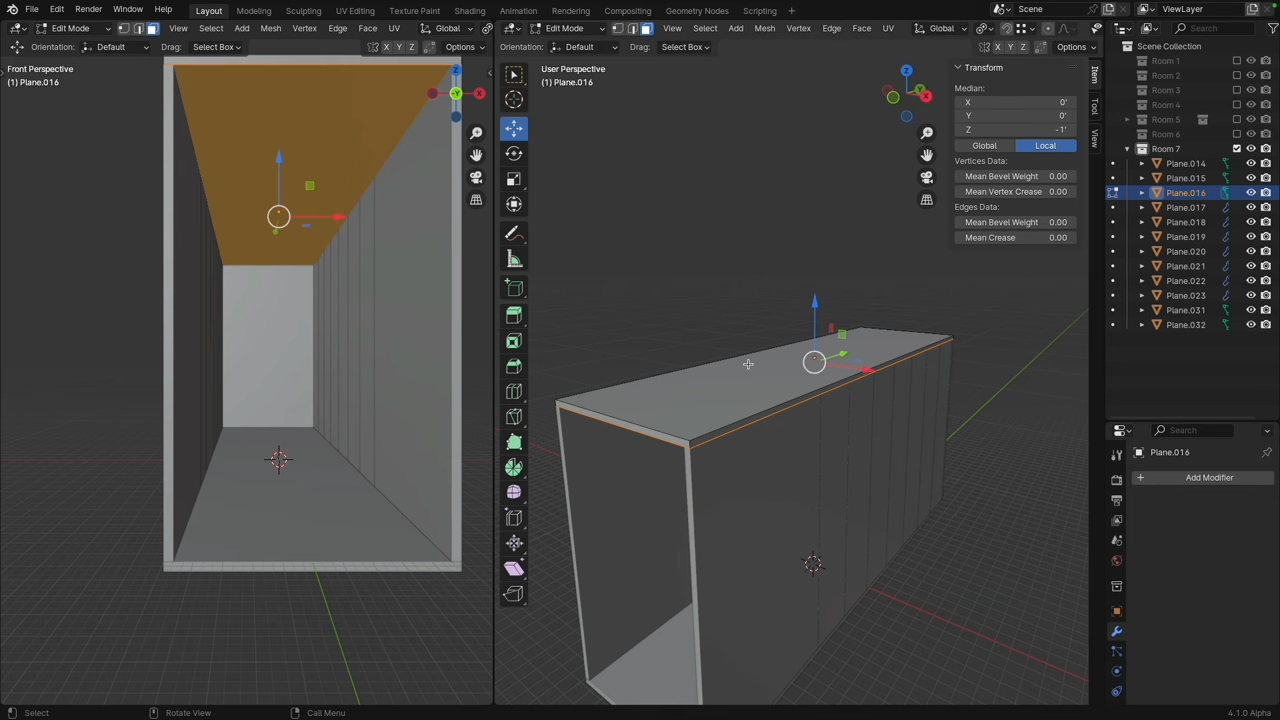 File Edit Render Window Help Layout Modeling Sculpting UV Editing Texture Paint Shading Animation Rendering Compositing Geometry Nodes Scripting + Scene ViewLayer
Edit Mode View Select Add Mesh Vertex Edge Face UV Global
Edit Mode View Select Add Mesh Vertex Edge Face UV Global
Search
Orientation: Default Drag: Select Box X Y Z Options
Orientation: Default Drag: Select Box X Y Z Options
Scene Collection
Front Perspective
(1) Plane.016
Z
-Y
X
User Perspective
(1) Plane.016
Z
Y
X
Transform
Median:
X 0'
Y 0'
Z -1'
Global Local
Vertices Data:
Mean Bevel Weight 0.00
Mean Vertex Crease 0.00
Edges Data:
Mean Bevel Weight 0.00
Mean Crease 0.00
Item
Tool
View
Room 1
Room 2
Room 3
Room 4
Room 5
Room 6
Room 7
Plane.014
Plane.015
Plane.016
Plane.017
Plane.018
Plane.019
Plane.020
Plane.021
Plane.022
Plane.023
Plane.031
Plane.032
Search
Plane.016
+ Add Modifier
Select Rotate View Call Menu 4.1.0 Alpha